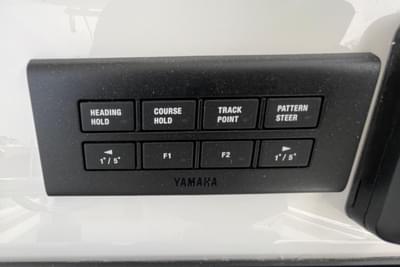 HEADING HOLD
COURSE HOLD
TRACK POINT
PATTERN STEER
◄ 1°/5°
F1
F2
► 1°/5°
YAMAHA